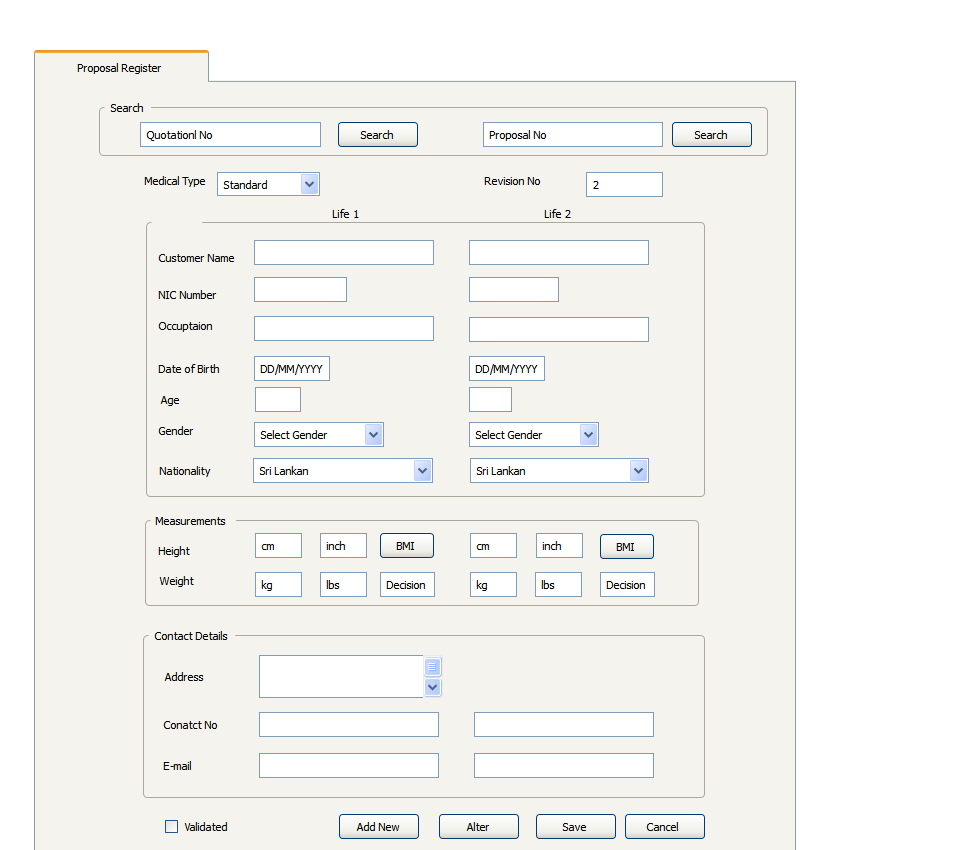 Proposal Register
Search
Quotationl No Search Proposal No Search
Medical Type Standard Revision No 2
Life 1 Life 2
Customer Name
NIC Number
Occuptaion
Date of Birth DD/MM/YYYY DD/MM/YYYY
Age
Gender Select Gender Select Gender
Nationality Sri Lankan Sri Lankan
Measurements
Height cm inch BMI cm inch BMI
Weight kg lbs Decision kg lbs Decision
Contact Details
Address
Conatct No
E-mail
Validated Add New Alter Save Cancel